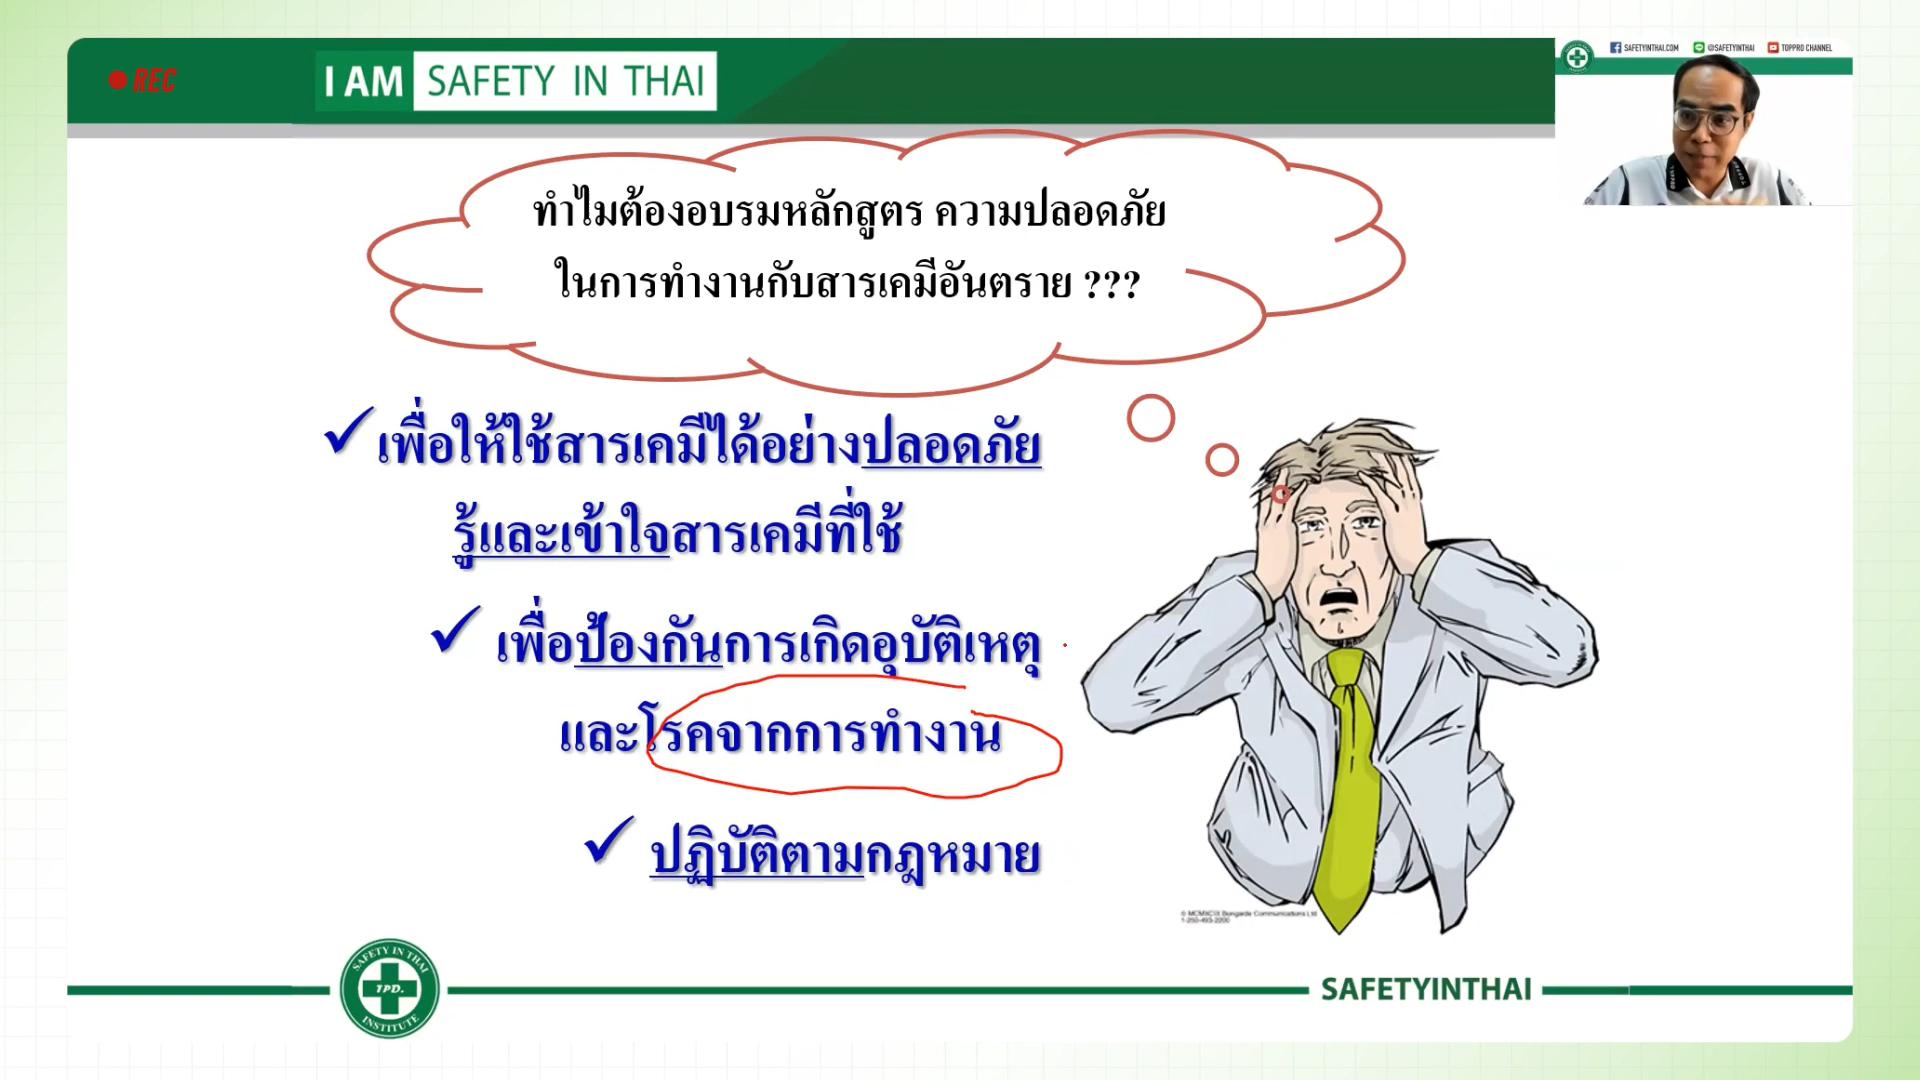 REC
I AM SAFETY IN THAI
SAFETYINTHAI.COM @SAFETYINTHAI TOPPRO CHANNEL
ทำไมต้องอบรมหลักสูตร ความปลอดภัย
ในการทำงานกับสารเคมีอันตราย ???
✓ เพื่อให้ใช้สารเคมีได้อย่างปลอดภัย
รู้และเข้าใจสารเคมีที่ใช้
✓ เพื่อป้องกันการเกิดอุบัติเหตุ
และโรคจากการทำงาน
✓ ปฏิบัติตามกฎหมาย
© MCMXCIX Bongarde Communications Ltd
1-250-493-2200
SAFETY IN THAI
TPD.
INSTITUTE
SAFETYINTHAI